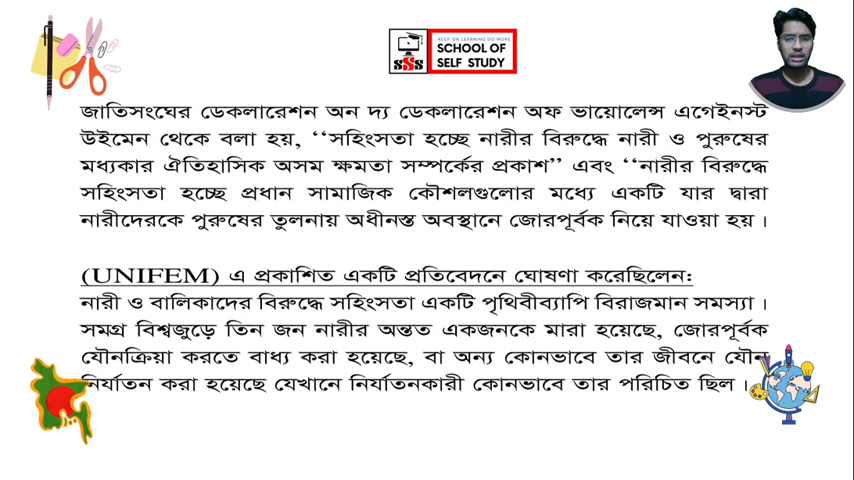 KEEP ON LEARNING DO MORE
SCHOOL OF
SELF STUDY
SSS
জাতিসংঘের ডেকলারেশন অন দ্য ডেকলারেশন অফ ভায়োলেন্স এগেইনস্ট
উইমেন থেকে বলা হয়, ‘‘সহিংসতা হচ্ছে নারীর বিরুদ্ধে নারী ও পুরুষের
মধ্যকার ঐতিহাসিক অসম ক্ষমতা সম্পর্কের প্রকাশ’’ এবং ‘‘নারীর বিরুদ্ধে
সহিংসতা হচ্ছে প্রধান সামাজিক কৌশলগুলোর মধ্যে একটি যার দ্বারা
নারীদেরকে পুরুষের তুলনায় অধীনস্ত অবস্থানে জোরপূর্বক নিয়ে যাওয়া হয়।
(UNIFEM) এ প্রকাশিত একটি প্রতিবেদনে ঘোষণা করেছিলেন:
নারী ও বালিকাদের বিরুদ্ধে সহিংসতা একটি পৃথিবীব্যাপি বিরাজমান সমস্যা।
সমগ্র বিশ্বজুড়ে তিন জন নারীর অন্তত একজনকে মারা হয়েছে, জোরপূর্বক
যৌনক্রিয়া করতে বাধ্য করা হয়েছে, বা অন্য কোনভাবে তার জীবনে যৌন
নির্যাতন করা হয়েছে যেখানে নির্যাতনকারী কোনভাবে তার পরিচিত ছিল।